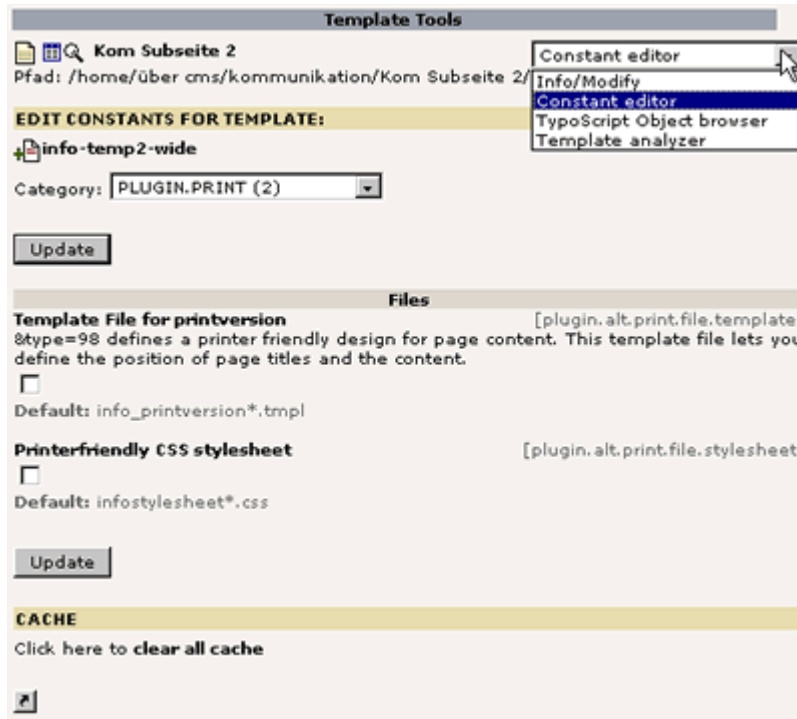 Template Tools
Kom Subseite 2
Constant editor
Pfad: /home/über cms/kommunikation/Kom Subseite 2/
Info/Modify
Constant editor
TypoScript Object browser
Template analyzer
EDIT CONSTANTS FOR TEMPLATE:
info-temp2-wide
Category: PLUGIN.PRINT (2)
Update
Files
Template File for printversion [plugin.alt.print.file.template
&type=98 defines a printer friendly design for page content. This template file lets you
define the position of page titles and the content.
Default: info_printversion*.tmpl
Printerfriendly CSS stylesheet [plugin.alt.print.file.stylesheet
Default: infostylesheet*.css
Update
CACHE
Click here to clear all cache